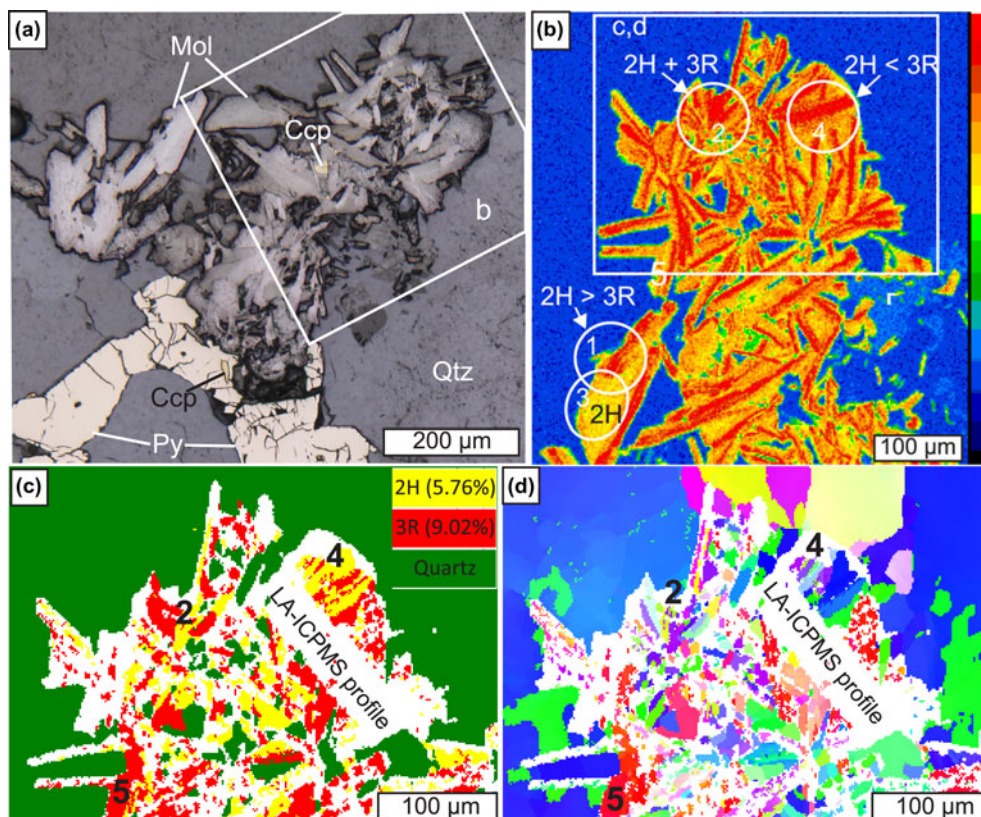 (a)
Mol
Ccp
b
Qtz
Ccp
Py
200 µm
(b)
c,d
2H + 3R
2H < 3R
2
4
5
2H > 3R
1
3
2H
r
100 µm
(c)
2H (5.76%)
3R (9.02%)
Quartz
4
2
LA-ICPMS profile
5
100 µm
(d)
4
2
LA-ICPMS profile
5
100 µm